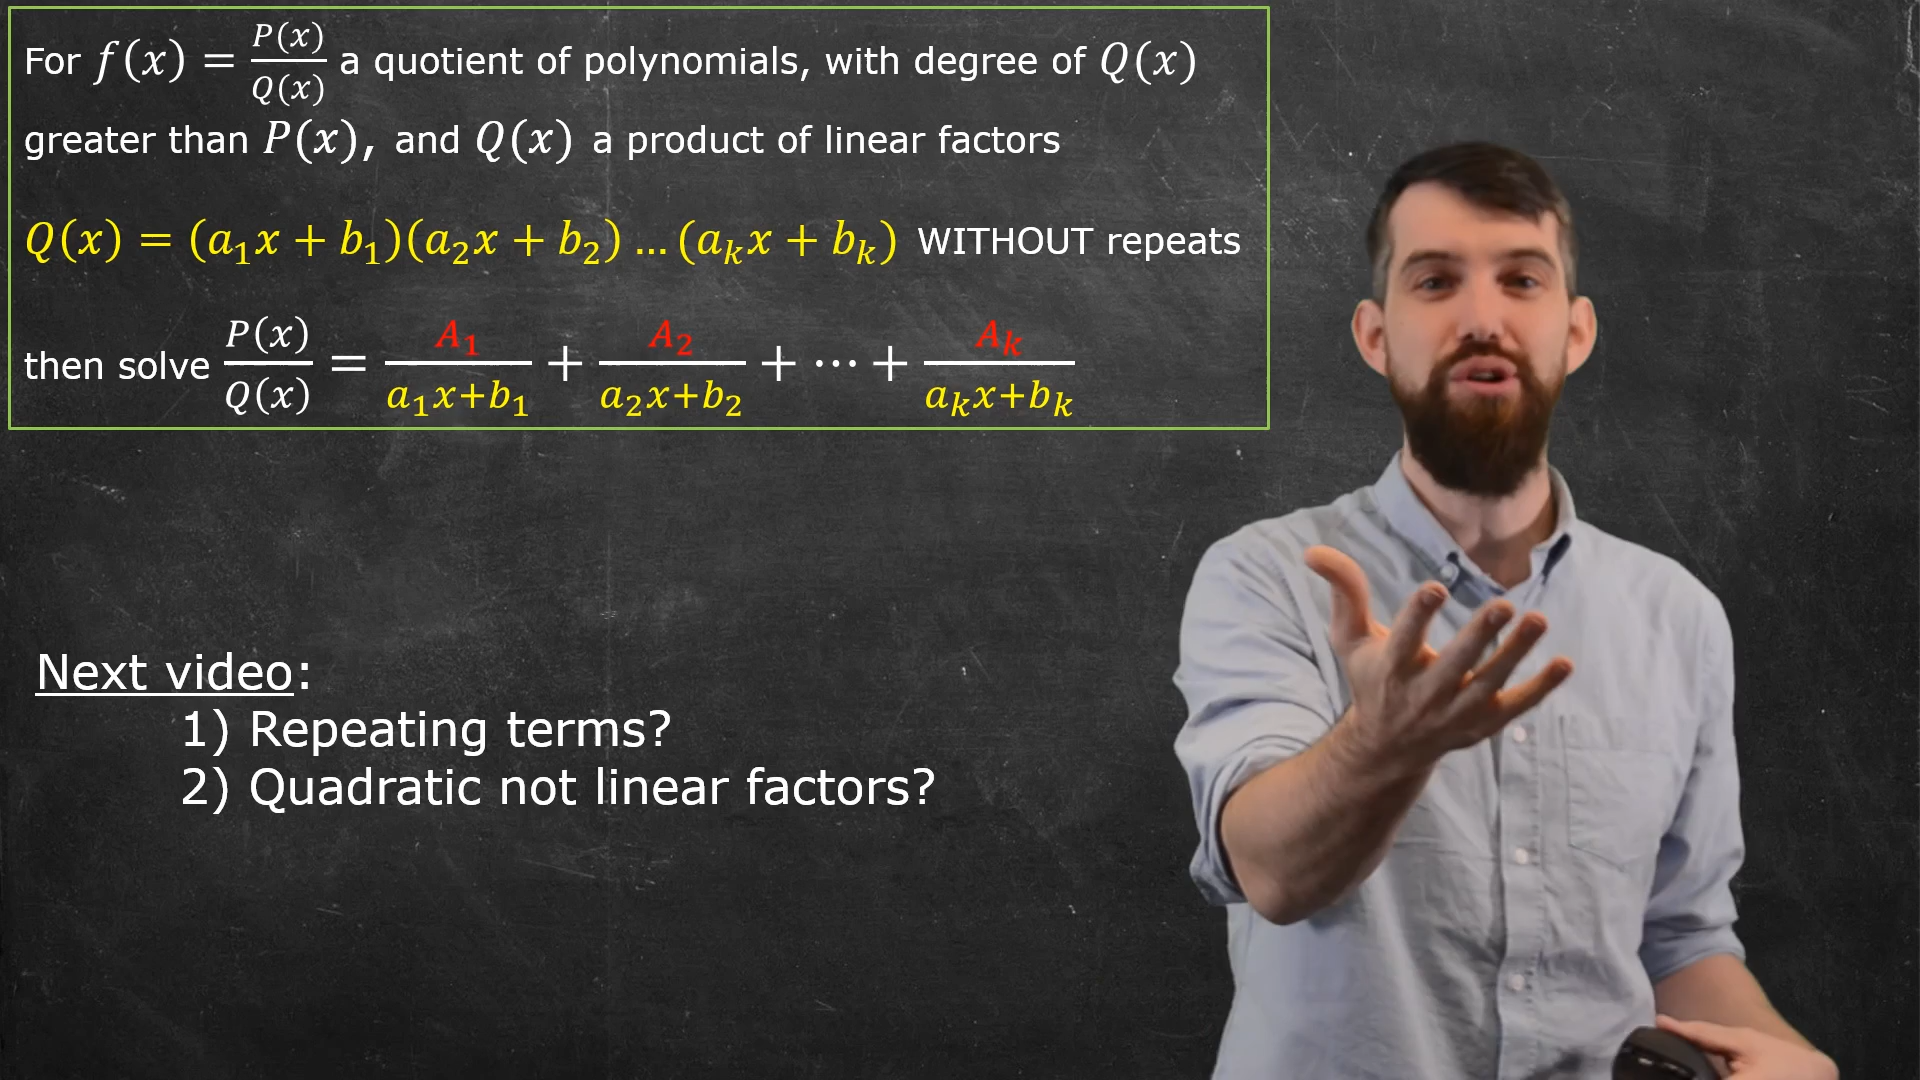 For f(x) = P(x)/Q(x) a quotient of polynomials, with degree of Q(x)
greater than P(x), and Q(x) a product of linear factors
Q(x) = (a₁x + b₁)(a₂x + b₂) … (aₖx + bₖ) WITHOUT repeats
then solve P(x)/Q(x) = A₁/(a₁x+b₁) + A₂/(a₂x+b₂) + ⋯ + Aₖ/(aₖx+bₖ)
Next video:
1) Repeating terms?
2) Quadratic not linear factors?